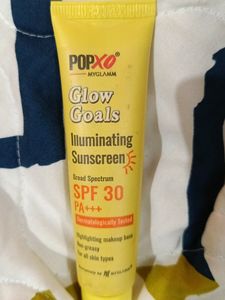 POPXO
MYGLAMM
Glow
Goals
Illuminating
Sunscreen
Broad Spectrum
SPF 30
PA+++
Dermatologically Tested
Highlighting makeup base
Non-greasy
For all skin types